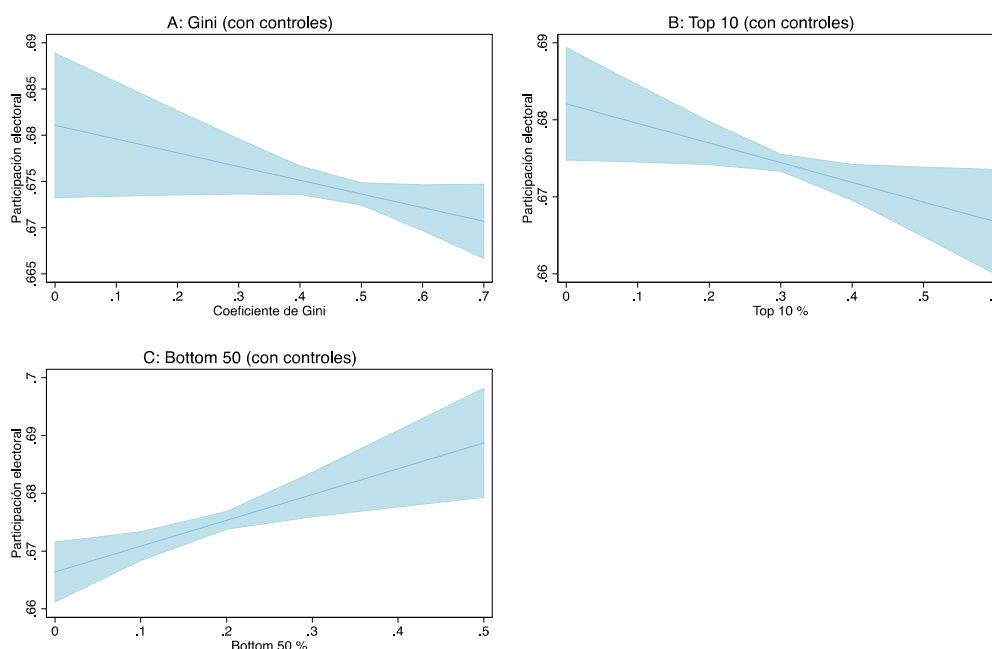 A: Gini (con controles)
Participación electoral
.69
.685
.68
.675
.67
.665
0 .1 .2 .3 .4 .5 .6 .7
Coeficiente de Gini
B: Top 10 (con controles)
Participación electoral
.69
.68
.67
.66
0 .1 .2 .3 .4 .5
Top 10 %
C: Bottom 50 (con controles)
Participación electoral
.7
.69
.68
.67
.66
0 .1 .2 .3 .4 .5
Bottom 50 %